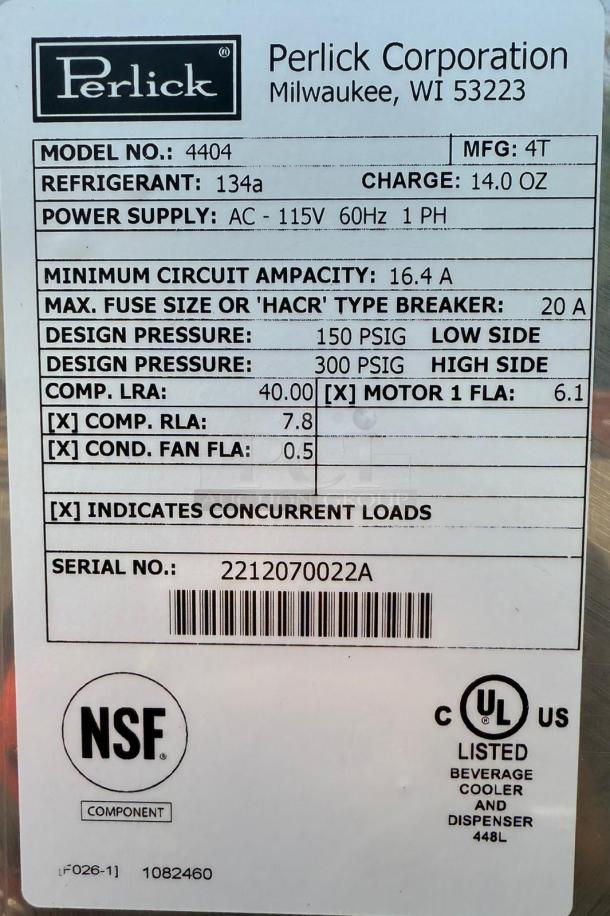 Perlick®
Perlick Corporation
Milwaukee, WI 53223
MODEL NO.: 4404 MFG: 4T
REFRIGERANT: 134a CHARGE: 14.0 OZ
POWER SUPPLY: AC - 115V 60Hz 1 PH
MINIMUM CIRCUIT AMPACITY: 16.4 A
MAX. FUSE SIZE OR 'HACR' TYPE BREAKER: 20 A
DESIGN PRESSURE: 150 PSIG LOW SIDE
DESIGN PRESSURE: 300 PSIG HIGH SIDE
COMP. LRA: 40.00 [X] MOTOR 1 FLA: 6.1
[X] COMP. RLA: 7.8
[X] COND. FAN FLA: 0.5
[X] INDICATES CONCURRENT LOADS
SERIAL NO.: 2212070022A
NSF®
COMPONENT
C UL® US
LISTED
BEVERAGE
COOLER
AND
DISPENSER
448L
1082460